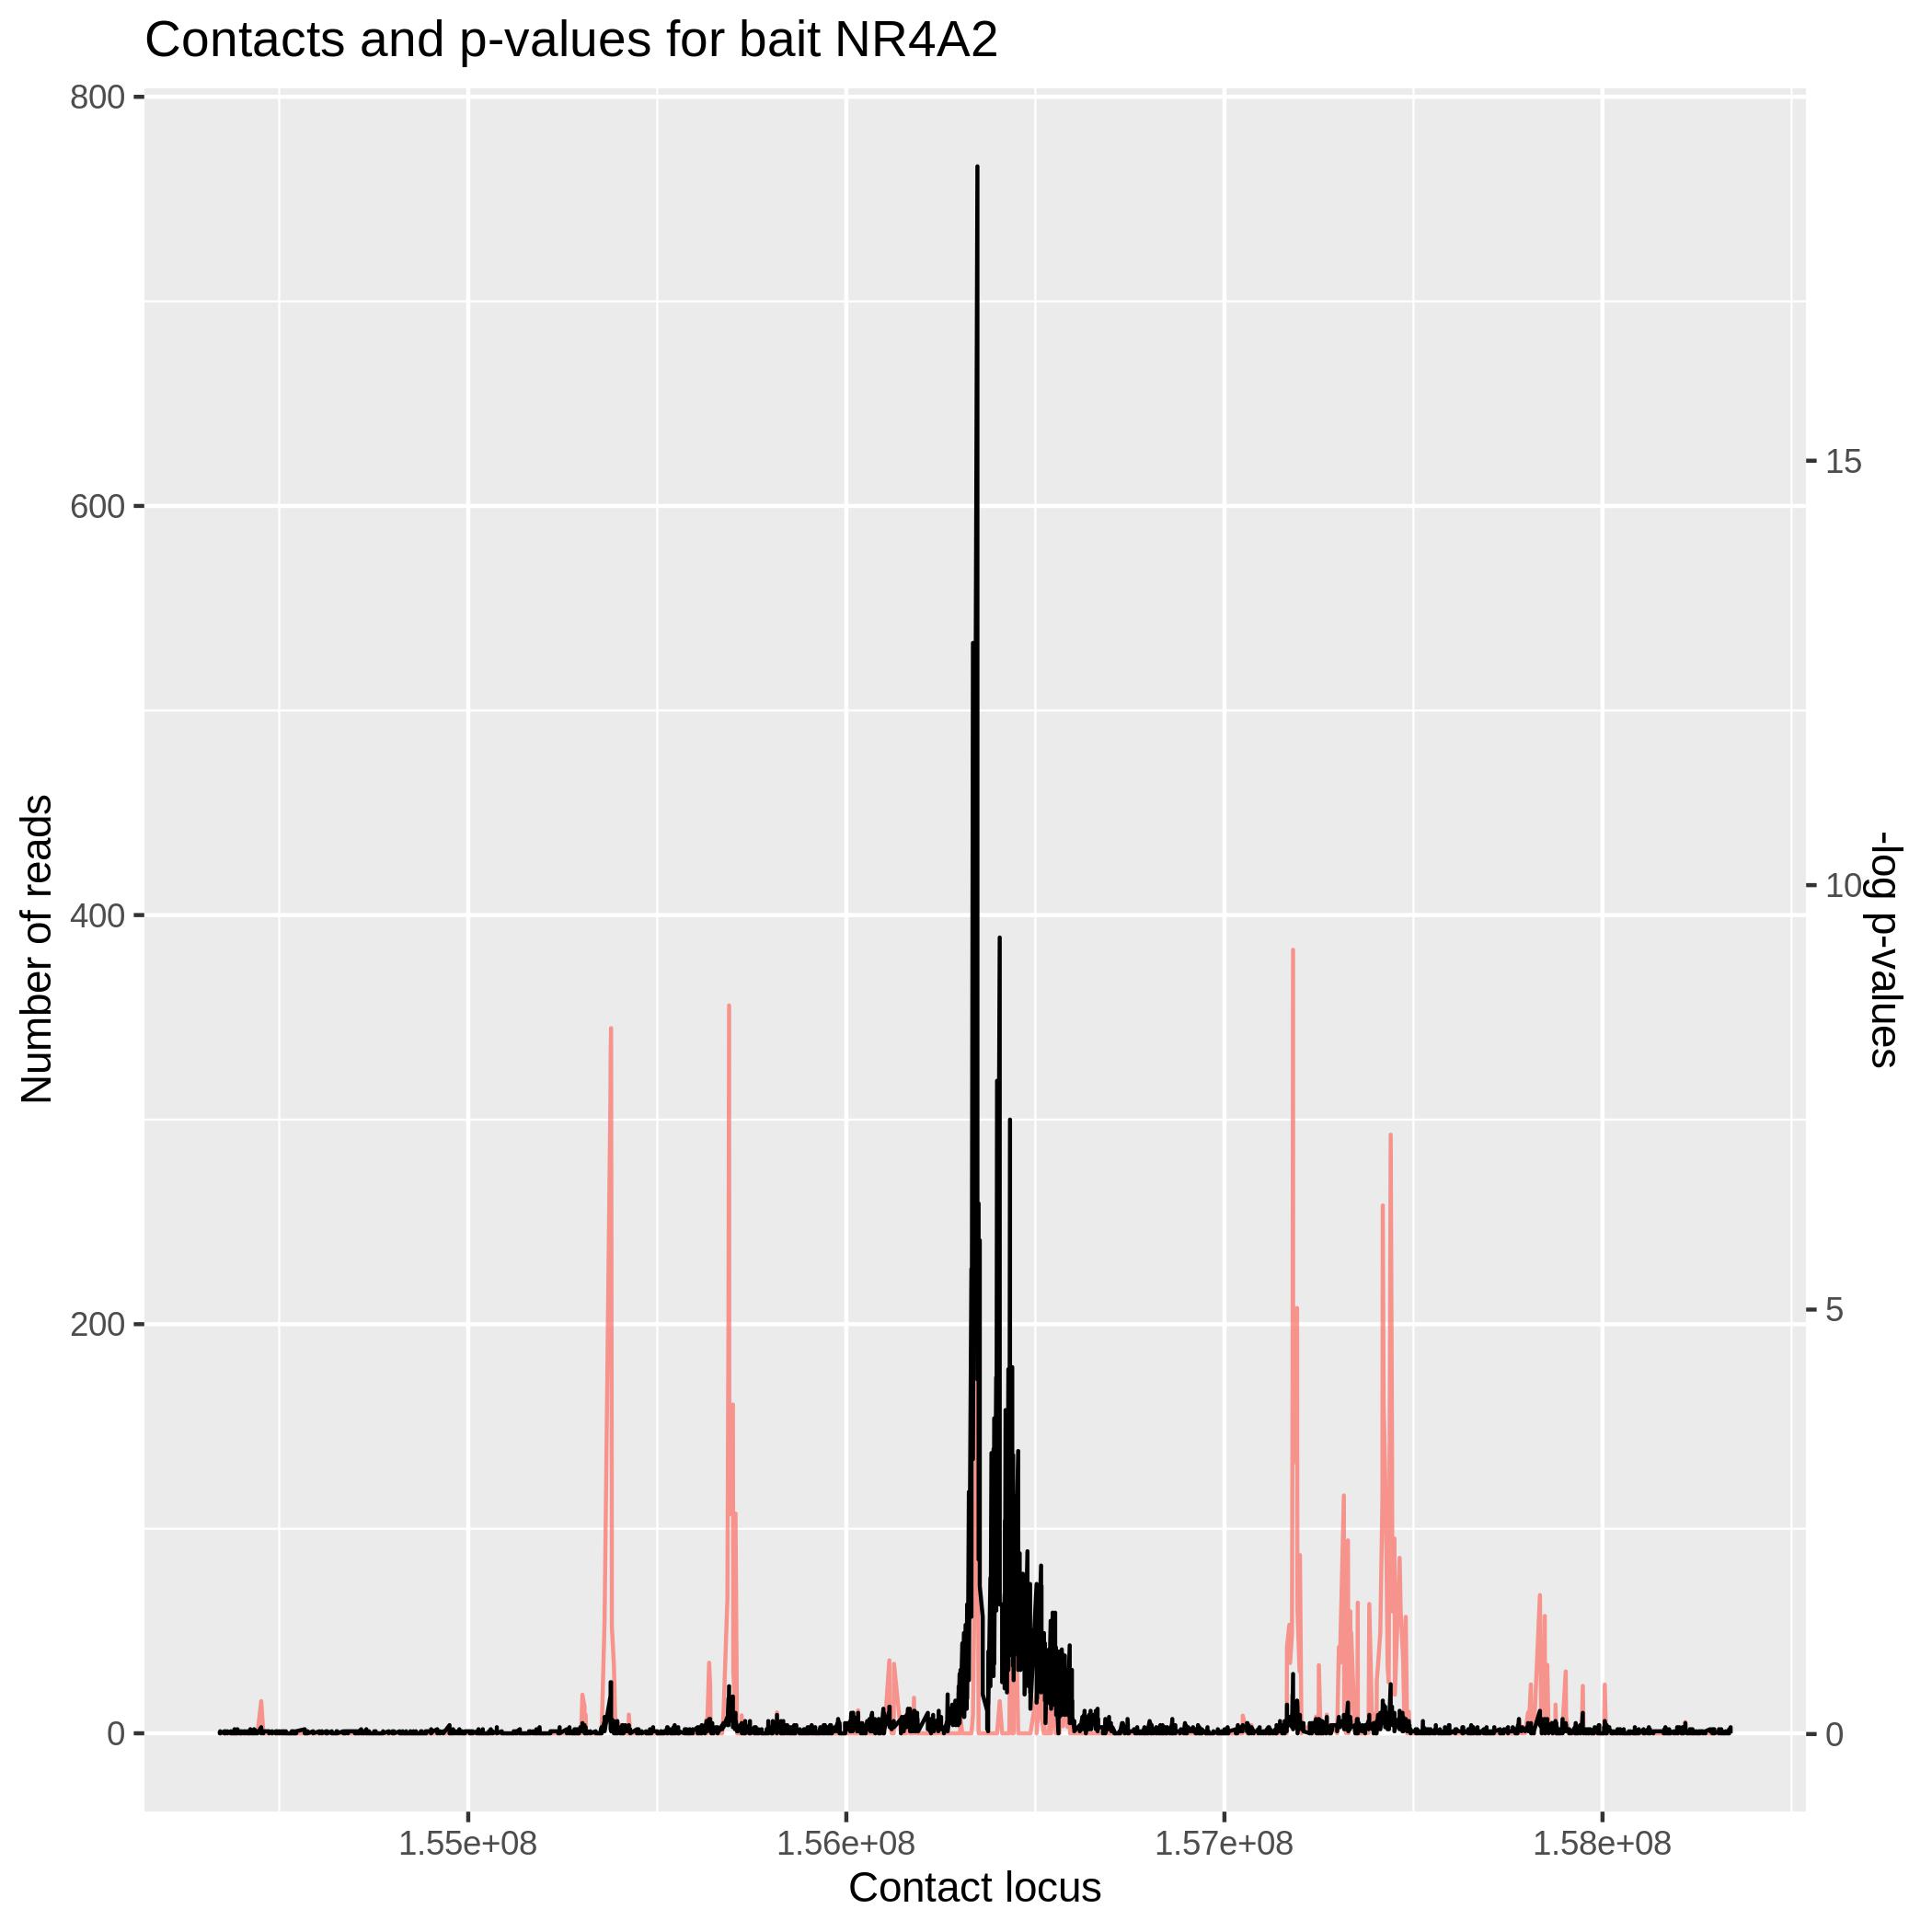 Contacts and p-values for bait NR4A2
800
600
400
200
0
Number of reads
15
10
5
0
-log p-values
1.55e+08
1.56e+08
1.57e+08
1.58e+08
Contact locus